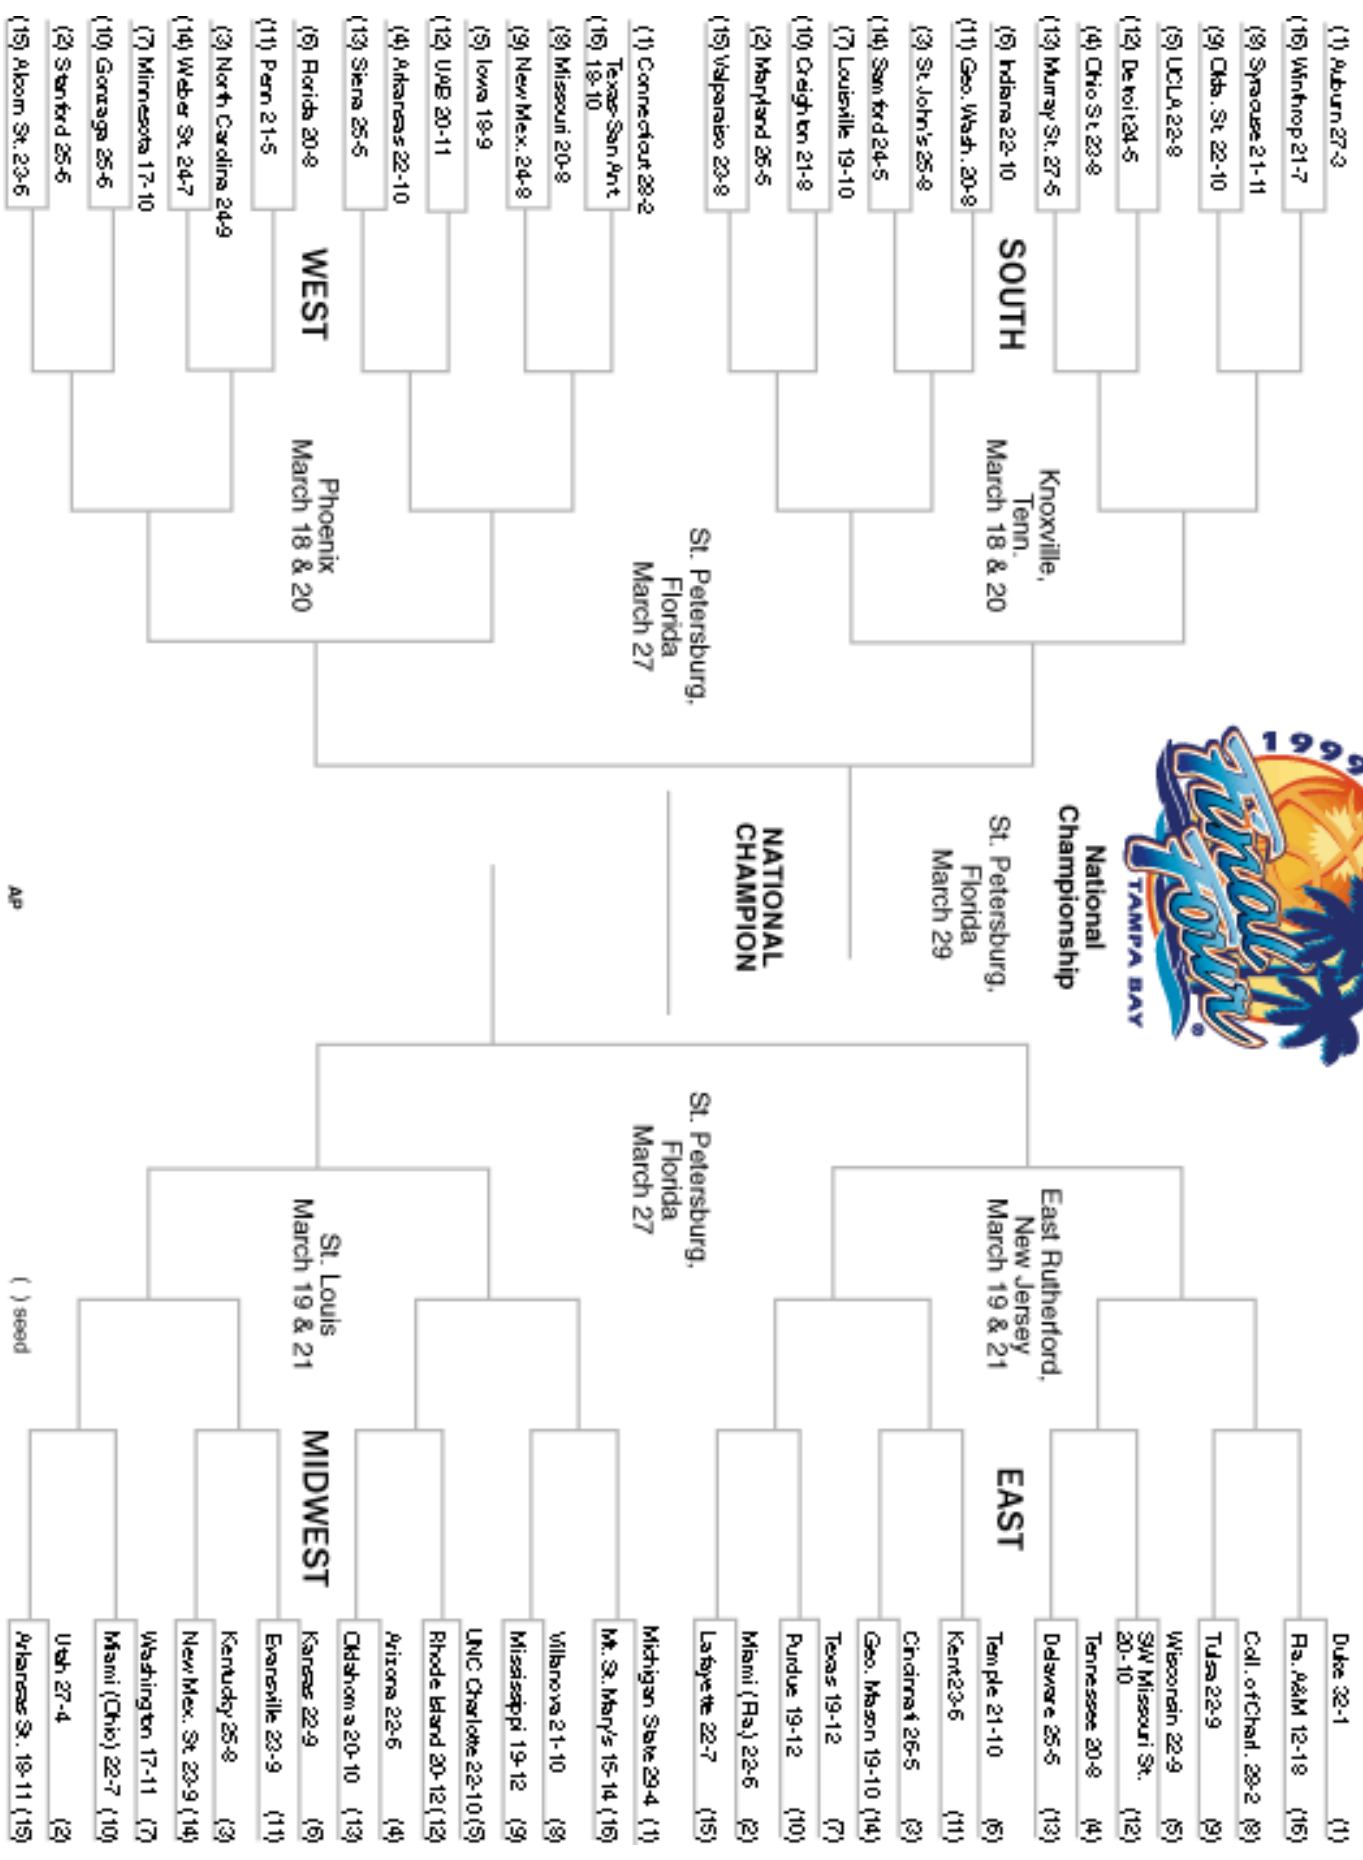 (1) Auburn 27-3
(16) Winthrop 21-7
(8) Syracuse 21-11
(9) Okla. St. 22-10
(5) UCLA 22-8
(12) Detroit 24-5
(4) Ohio St. 23-8
(13) Murray St. 27-5
(6) Indiana 22-10
(11) Geo. Wash. 20-8
(3) St. John's 25-8
(14) Samford 24-5
(7) Louisville 19-10
(10) Creighton 21-8
(2) Maryland 25-5
(15) Valparaiso 23-8
SOUTH
Knoxville,
Tenn.
March 18 & 20
(1) Connecticut 28-2
Texas-San Ant.
(16) 18-10
(8) Missouri 20-8
(9) New Mex. 24-8
(5) Iowa 18-9
(12) UAB 20-11
(4) Arkansas 22-10
(13) Siena 25-5
(6) Florida 20-8
(11) Penn 21-5
(3) North Carolina 24-9
(14) Weber St. 24-7
(7) Minnesota 17-10
(10) Gonzaga 25-6
(2) Stanford 25-6
(15) Alcorn St. 23-6
WEST
Phoenix
March 18 & 20
St. Petersburg,
Florida
March 27
1999
Final
Four
TAMPA BAY
®
National
Championship
St. Petersburg,
Florida
March 29
NATIONAL
CHAMPION
AP
St. Petersburg,
Florida
March 27
East Rutherford,
New Jersey
March 19 & 21
EAST
Duke 32-1 (1)
Fla. A&M 12-18 (16)
Coll. of Charl. 28-2 (8)
Tulsa 22-9 (9)
Wisconsin 22-9 (5)
SW Missouri St.
20-10 (12)
Tennessee 20-8 (4)
Delaware 25-5 (13)
Temple 21-10 (6)
Kent 23-6 (11)
Cincinnati 26-5 (3)
Geo. Mason 19-10 (14)
Texas 19-12 (7)
Purdue 19-12 (10)
Miami (Fla.) 22-6 (2)
Lafayette 22-7 (15)
St. Louis
March 19 & 21
MIDWEST
Michigan State 29-4 (1)
Mt. St. Mary's 15-14 (16)
Villanova 21-10 (8)
Mississippi 19-12 (9)
UNC Charlotte 22-10 (5)
Rhode Island 20-12 (12)
Arizona 22-6 (4)
Oklahoma 20-10 (13)
Kansas 22-9 (6)
Evansville 23-9 (11)
Kentucky 25-8 (3)
New Mex. St. 23-9 (14)
Washington 17-11 (7)
Miami (Ohio) 22-7 (10)
Utah 27-4 (2)
Arkansas St. 18-11 (15)
( ) seed